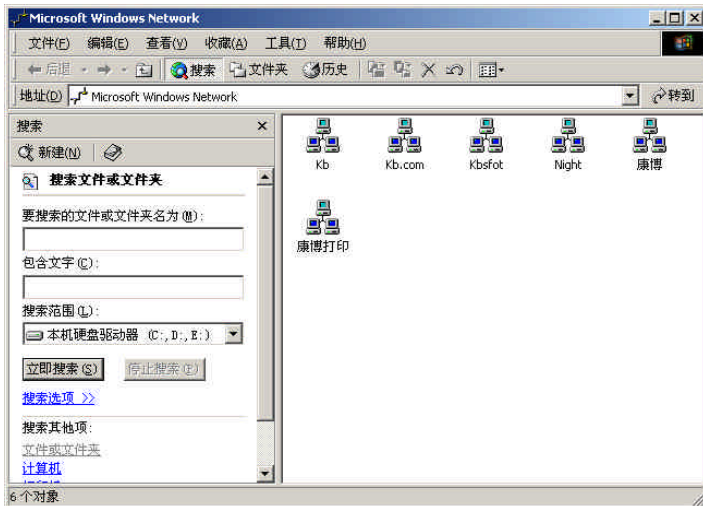 Microsoft Windows Network
文件(F) 编辑(E) 查看(V) 收藏(A) 工具(T) 帮助(H)
后退 搜索 文件夹 历史
地址(D) Microsoft Windows Network 转到
搜索
新建(N)
搜索文件或文件夹
要搜索的文件或文件夹名为(M):
包含文字(C):
搜索范围(L):
本机硬盘驱动器 (C:,D:,E:)
立即搜索(S) 停止搜索(P)
搜索选项 >>
搜索其他项:
文件或文件夹
计算机
Kb Kb.com Kbsfot Night 康博
康博打印
6 个对象